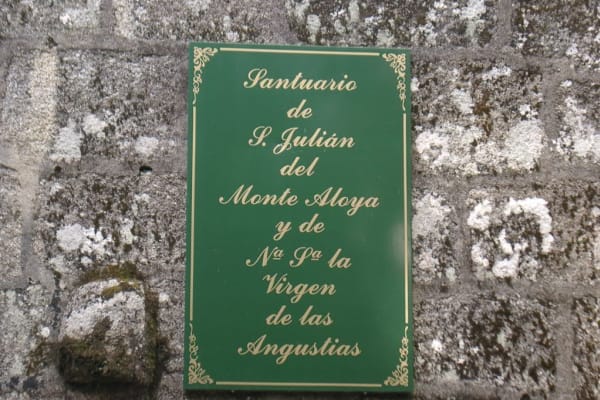 Santuario
de
S. Julián
del
Monte Aloya
y de
Nª Sª la
Virgen
de las
Angustias